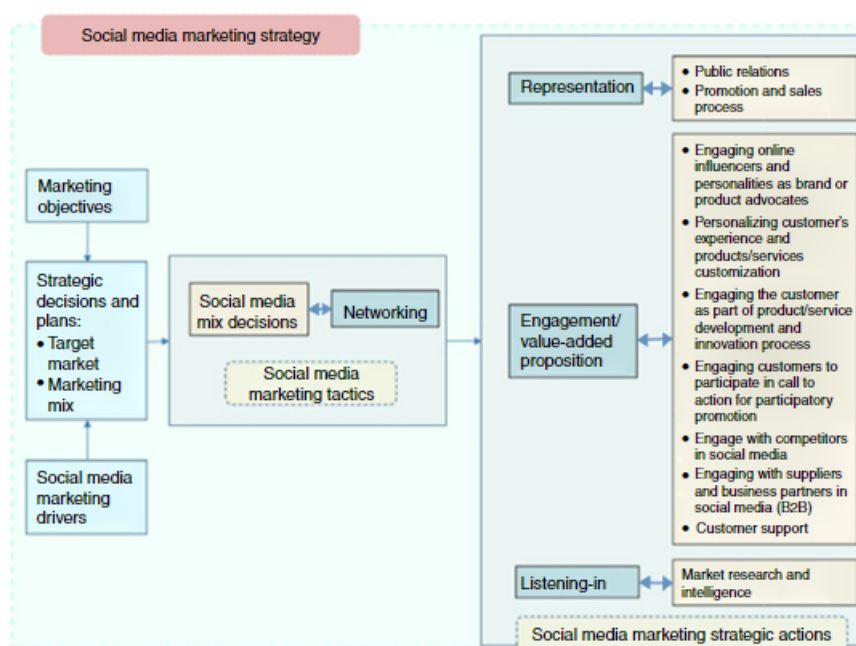 Social media marketing strategy
Marketing
objectives
Strategic
decisions and
plans:
• Target
market
• Marketing
mix
Social media
marketing
drivers
Social media
mix decisions
Networking
Social media
marketing tactics
Representation
• Public relations
• Promotion and sales
process
Engagement/
value-added
proposition
• Engaging online
influencers and
personalities as brand or
product advocates
• Personalizing customer's
experience and
products/services
customization
• Engaging the customer
as part of product/service
development and
innovation process
• Engaging customers to
participate in call to
action for participatory
promotion
• Engage with competitors
in social media
• Engaging with suppliers
and business partners in
social media (B2B)
• Customer support
Listening-in
Market research and
intelligence
Social media marketing strategic actions